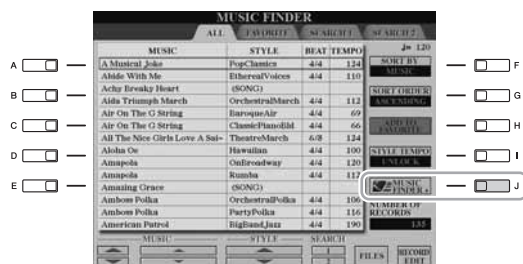 MUSIC FINDER
ALL FAVORITE SEARCH 1 SEARCH 2
MUSIC STYLE BEAT TEMPO
A Musical Joke PopClassics 4/4 124
Abide With Me EtherealVoices 4/4 110
Achy Breaky Heart (SONG)
Aida Triumph March OrchestralMarch 4/4 112
Air On The G String BaroqueAir 4/4 69
Air On The G String ClassicPianoBld 4/4 66
All The Nice Girls Love A Sai~ TheatreMarch 6/8 124
Aloha Oe Hawaiian 4/4 100
Amapola OnBroadway 4/4 120
Amapola Rumba 4/4 112
Amazing Grace (SONG)
Amboss Polka OrchestralPolka 4/4 106
Amboss Polka PartyPolka 4/4 116
American Patrol BigBandJazz 4/4 190
J= 120
SORT BY
MUSIC
SORT ORDER
ASCENDING
ADD TO
FAVORITE
STYLE TEMPO
UNLOCK
MUSIC
FINDER+
NUMBER OF
RECORDS
135
MUSIC STYLE SEARCH
1
2
FILES
RECORD
EDIT
A
B
C
D
E
F
G
H
I
J